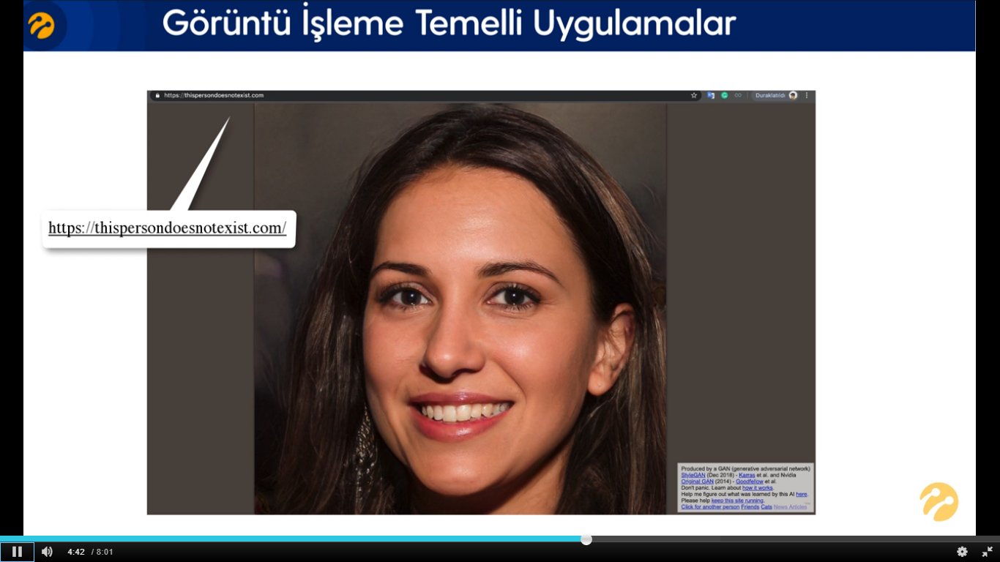 Görüntü İşleme Temelli Uygulamalar
https://thispersondoesnotexist.com
Duraklatıldı
https://thispersondoesnotexist.com/
Produced by a GAN (generative adversarial network)
StyleGAN (Dec 2018) - Karras et al. and Nvidia
Original GAN (2014) - Goodfellow et al.
Don't panic. Learn about how it works.
Help me figure out what was learned by this AI here.
Please help keep this site running.
Click for another person Friends Cats News Articles
4:42 / 8:01